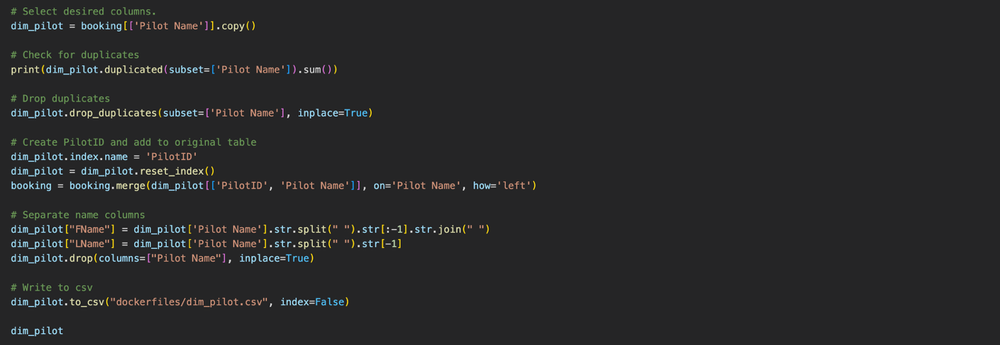 # Select desired columns.
dim_pilot = booking[['Pilot Name']].copy()
# Check for duplicates
print(dim_pilot.duplicated(subset=['Pilot Name']).sum())
# Drop duplicates
dim_pilot.drop_duplicates(subset=['Pilot Name'], inplace=True)
# Create PilotID and add to original table
dim_pilot.index.name = 'PilotID'
dim_pilot = dim_pilot.reset_index()
booking = booking.merge(dim_pilot[['PilotID', 'Pilot Name']], on='Pilot Name', how='left')
# Separate name columns
dim_pilot["FName"] = dim_pilot['Pilot Name'].str.split(" ").str[:-1].str.join(" ")
dim_pilot["LName"] = dim_pilot['Pilot Name'].str.split(" ").str[-1]
dim_pilot.drop(columns=["Pilot Name"], inplace=True)
# Write to csv
dim_pilot.to_csv("dockerfiles/dim_pilot.csv", index=False)
dim_pilot